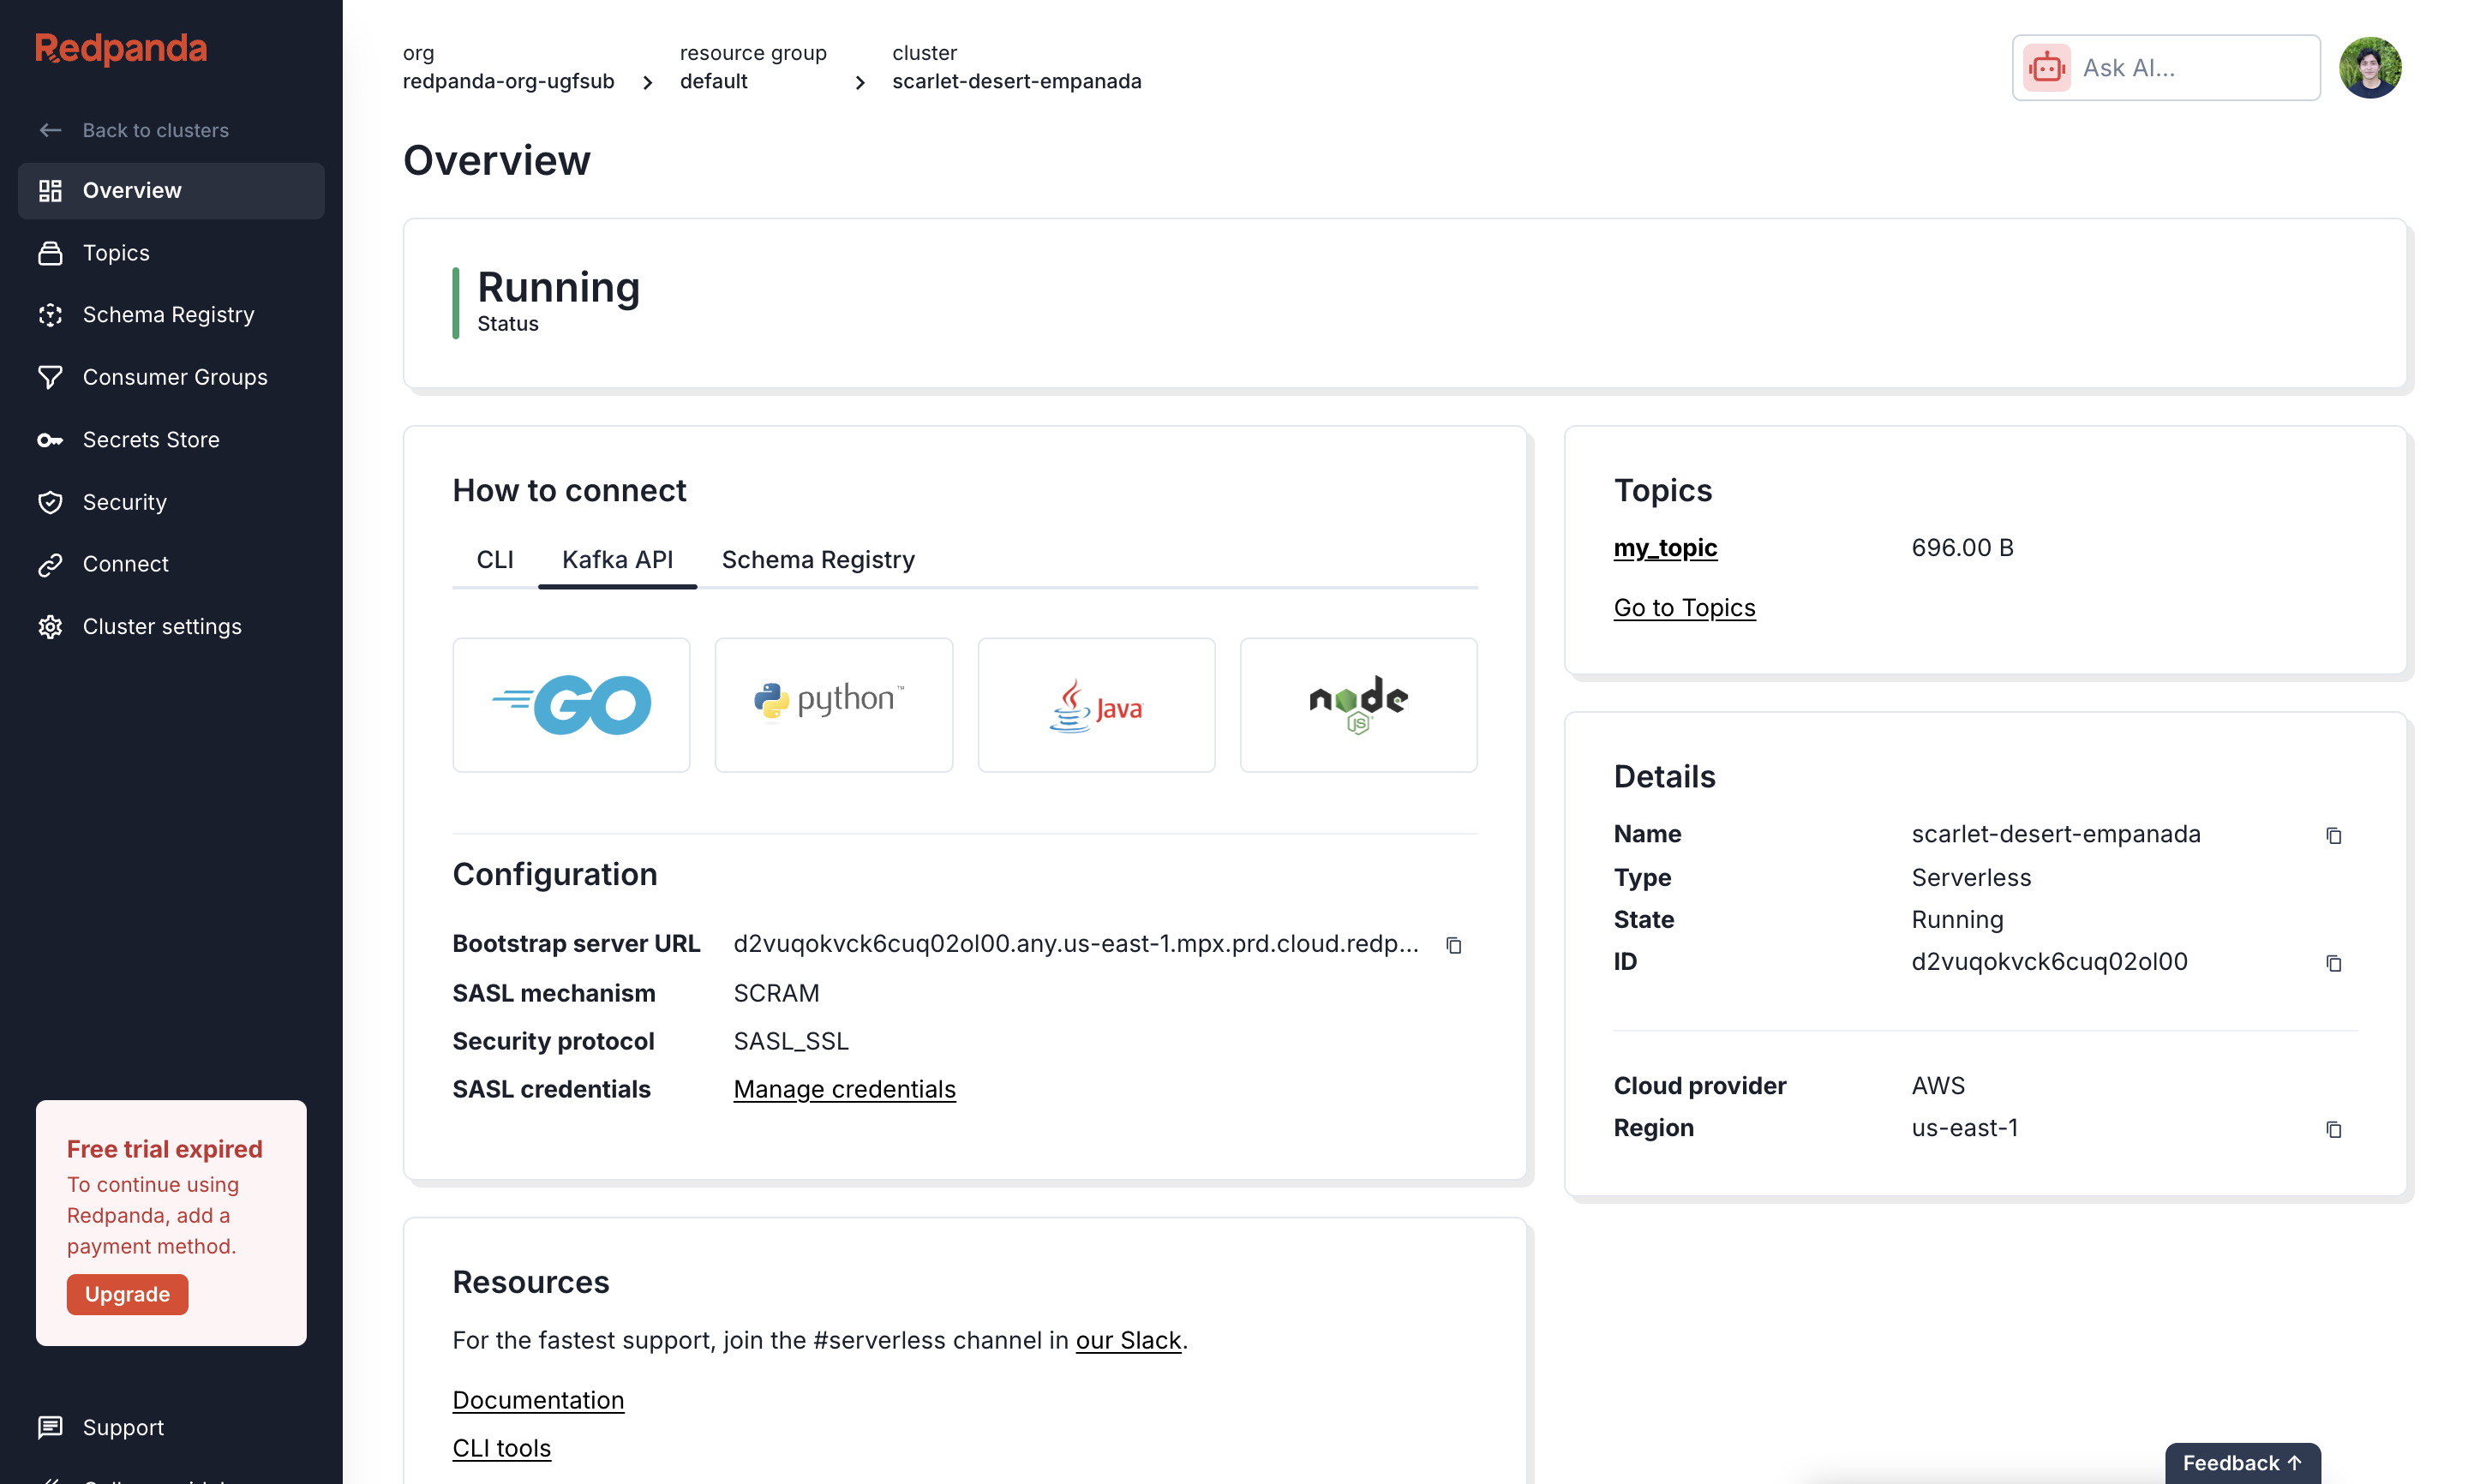 Redpanda
Back to clusters
Overview
Topics
Schema Registry
Consumer Groups
Secrets Store
Security
Connect
Cluster settings
Free trial expired
To continue using
Redpanda, add a
payment method.
Upgrade
Support
org
redpanda-org-ugfsub
resource group
default
cluster
scarlet-desert-empanada
Ask AI...
Overview
Running
Status
How to connect
CLI
Kafka API
Schema Registry
GO
python™
Java
node
JS
Configuration
Bootstrap server URL d2vuqokvck6cuq02ol00.any.us-east-1.mpx.prd.cloud.redp...
SASL mechanism SCRAM
Security protocol SASL_SSL
SASL credentials Manage credentials
Resources
For the fastest support, join the #serverless channel in our Slack.
Documentation
CLI tools
Topics
my_topic 696.00 B
Go to Topics
Details
Name scarlet-desert-empanada
Type Serverless
State Running
ID d2vuqokvck6cuq02ol00
Cloud provider AWS
Region us-east-1
Feedback ↑